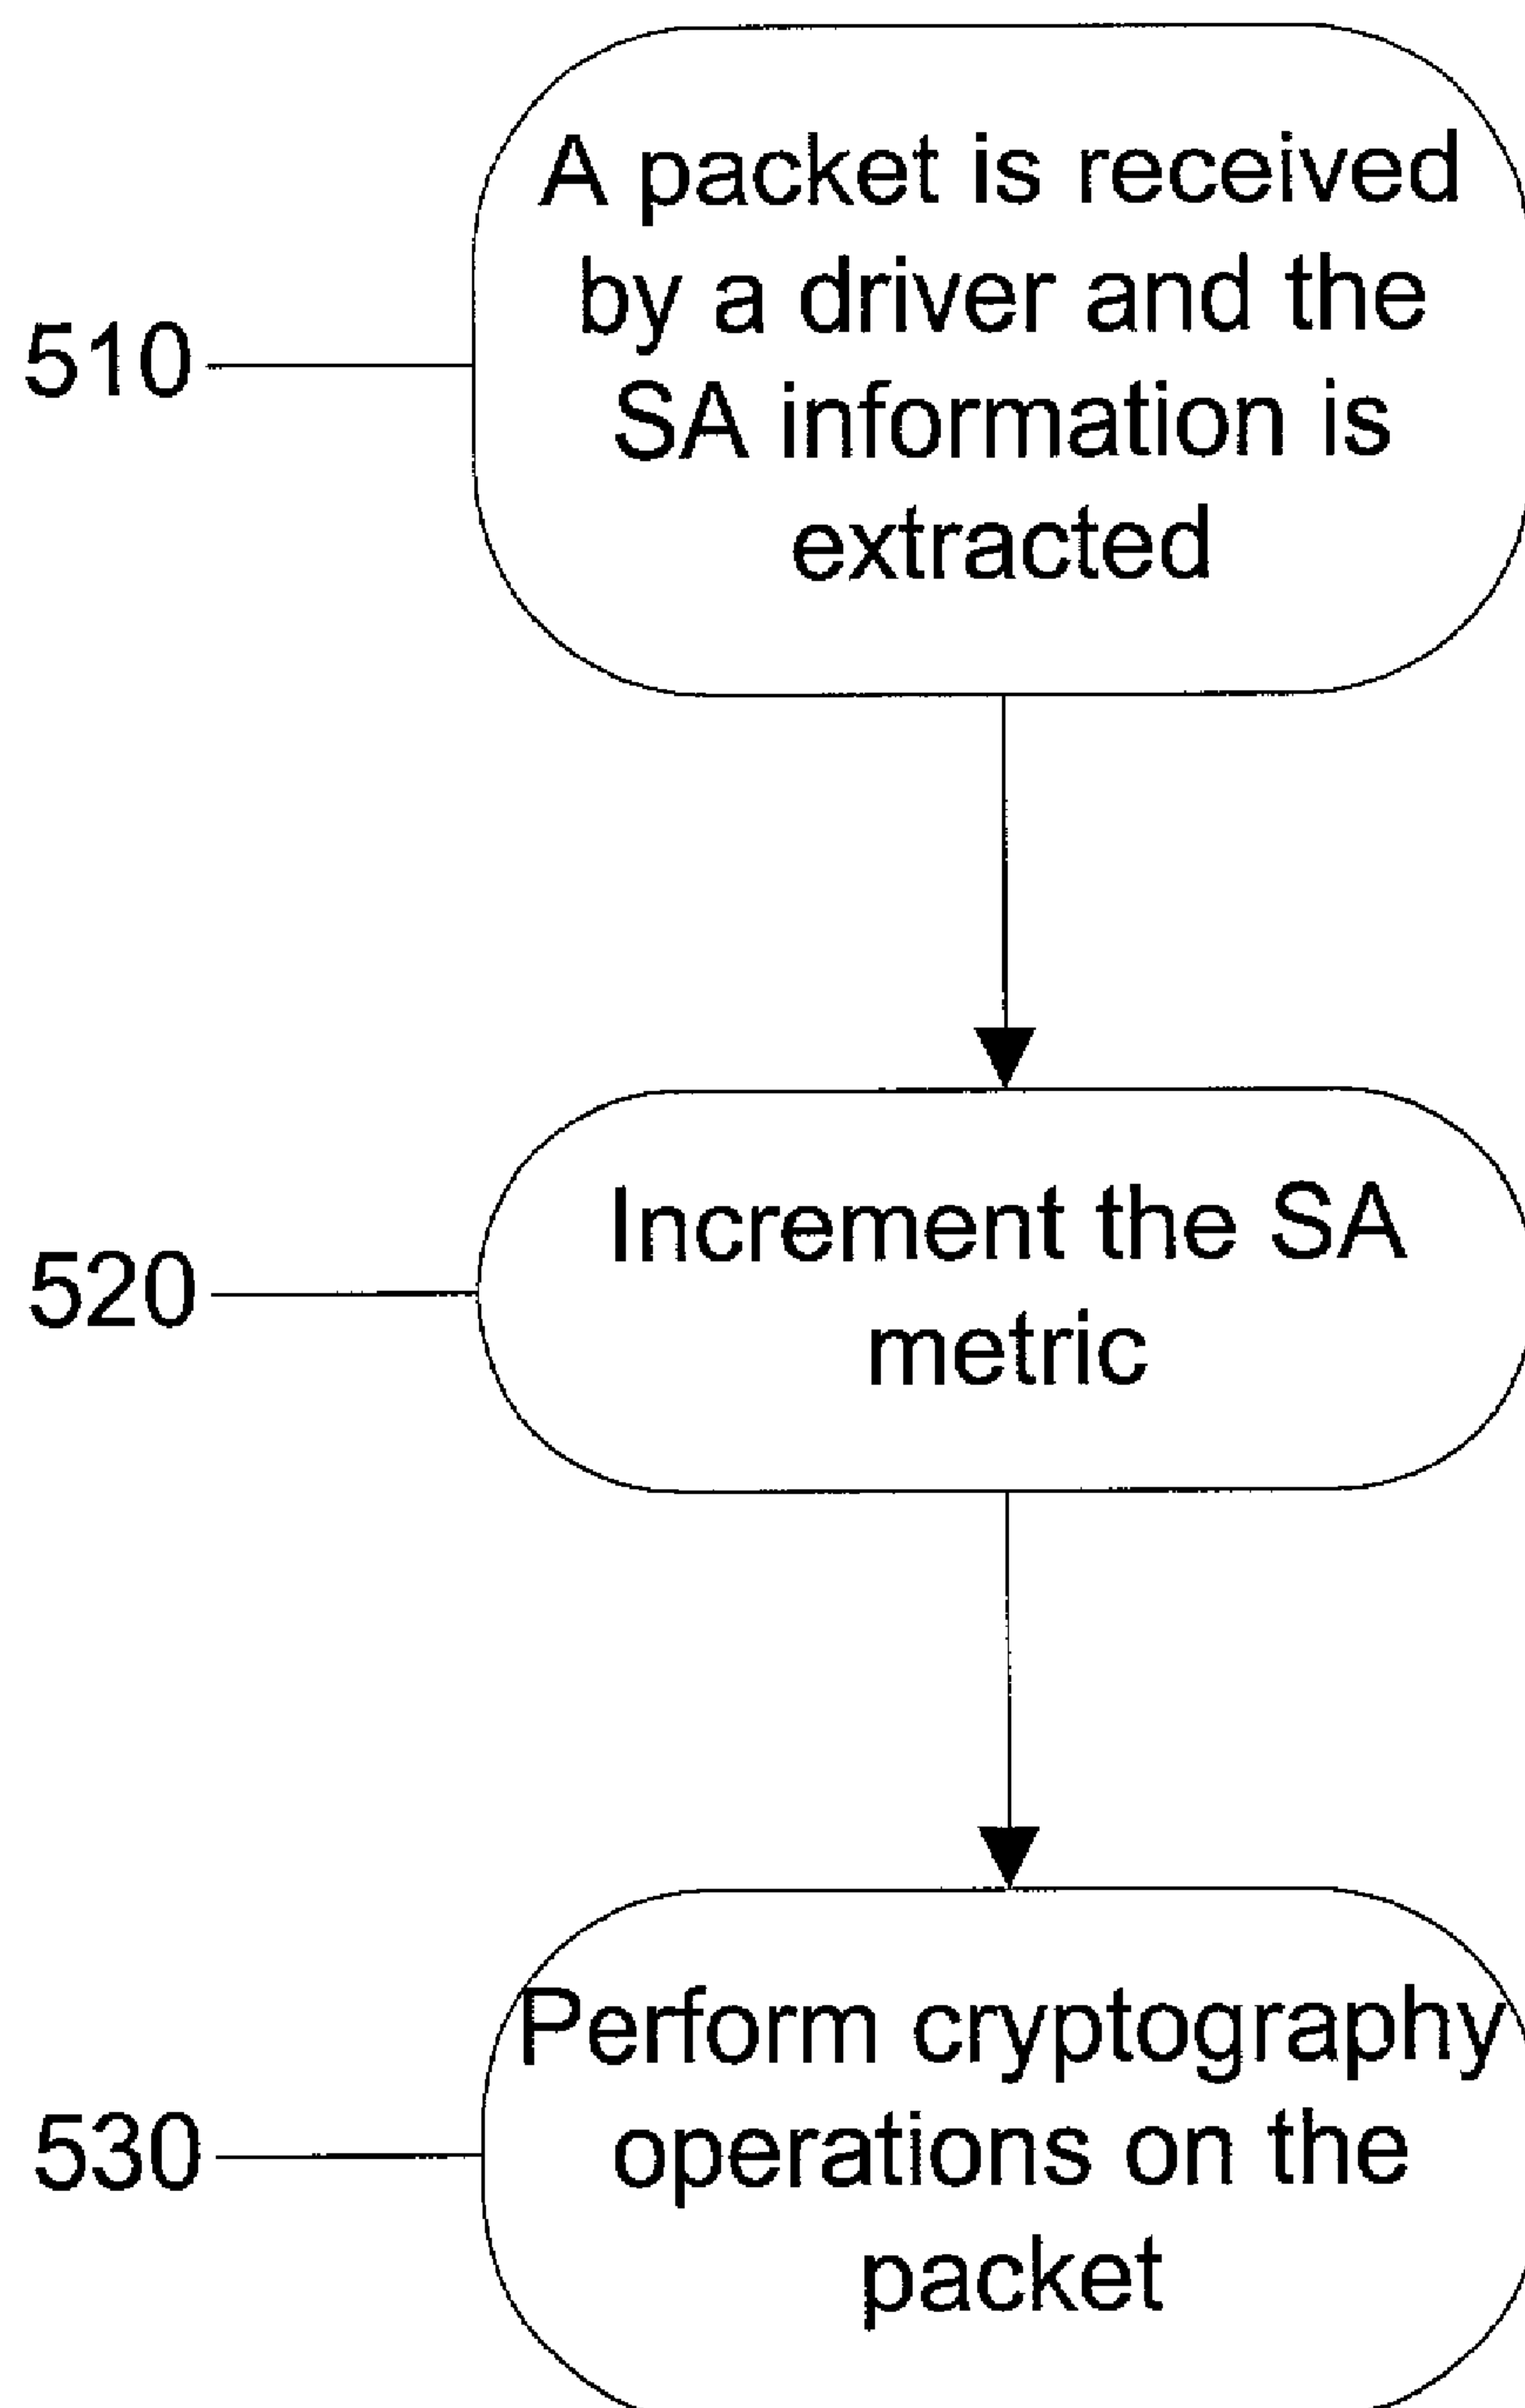 A packet is received
by a driver and the
510
SA information is
extracted
Increment the SA
520
metric
Perform cryptography
530
operations on the
packet